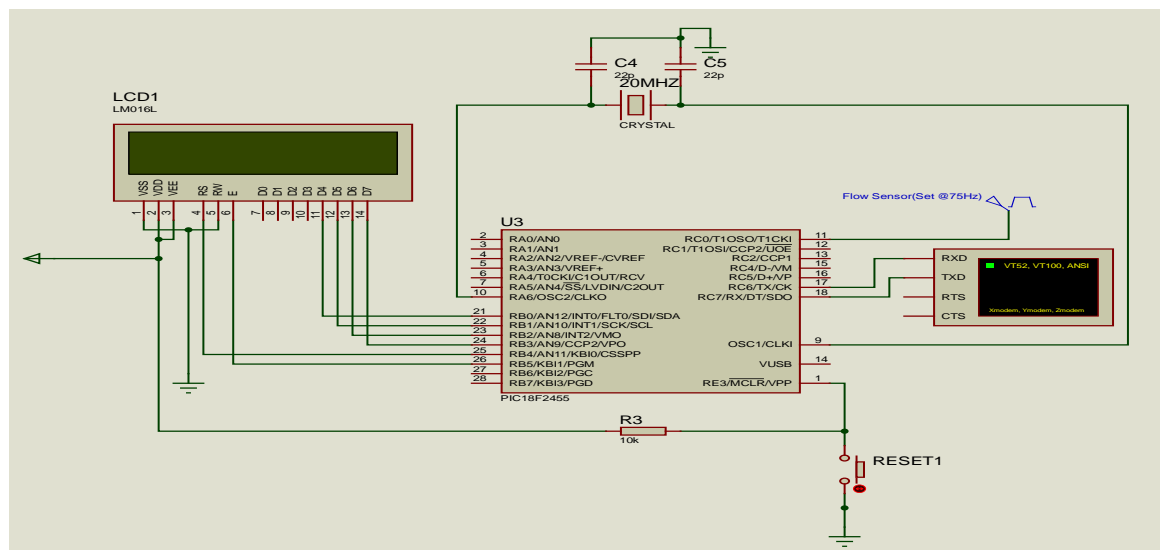 C4
22p
C5
22p
20MHZ
CRYSTAL
LCD1
LM016L
VSS
VDD
VEE
RS
RW
E
D0
D1
D2
D3
D4
D5
D6
D7
1
2
3
4
5
6
7
8
9
10
11
12
13
14
Flow Sensor(Set @75Hz)
U3
2 RA0/AN0 RC0/T1OSO/T1CKI 11
3 RA1/AN1 RC1/T1OSI/CCP2/UOE 12
4 RA2/AN2/VREF-/CVREF RC2/CCP1 13
5 RA3/AN3/VREF+ RC4/D-/VM 15
6 RA4/T0CKI/C1OUT/RCV RC5/D+/VP 16
7 RA5/AN4/SS/LVDIN/C2OUT RC6/TX/CK 17
10 RA6/OSC2/CLKO RC7/RX/DT/SDO 18
21 RB0/AN12/INT0/FLT0/SDI/SDA
22 RB1/AN10/INT1/SCK/SCL
23 RB2/AN8/INT2/VMO
24 RB3/AN9/CCP2/VPO OSC1/CLKI 9
25 RB4/AN11/KBI0/CSSPP
26 RB5/KBI1/PGM VUSB 14
27 RB6/KBI2/PGC
28 RB7/KBI3/PGD RE3/MCLR/VPP 1
PIC18F2455
RXD
TXD
RTS
CTS
VT52, VT100, ANSI
Xmodem, Ymodem, Zmodem
R3
10k
RESET1